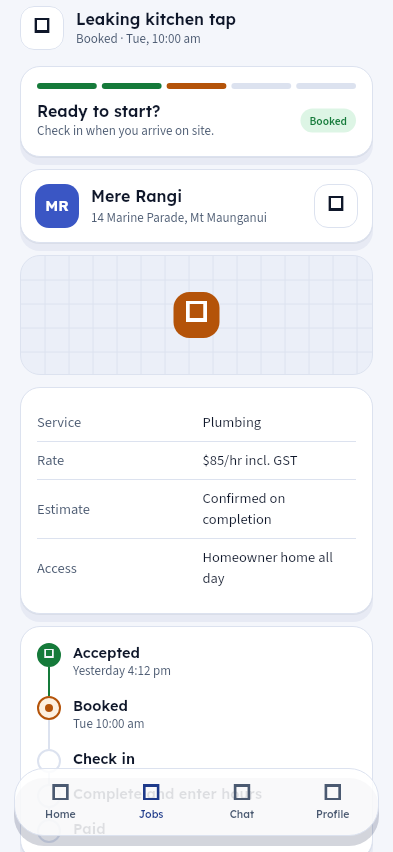 Leaking kitchen tap
Booked · Tue, 10:00 am
Ready to start?
Check in when you arrive on site.
Booked
MR
Mere Rangi
14 Marine Parade, Mt Maunganui
Service
Plumbing
Rate
$85/hr incl. GST
Estimate
Confirmed on
completion
Access
Homeowner home all
day
Accepted
Yesterday 4:12 pm
Booked
Tue 10:00 am
Check in
Complete and enter hours
Paid
Home
Jobs
Chat
Profile